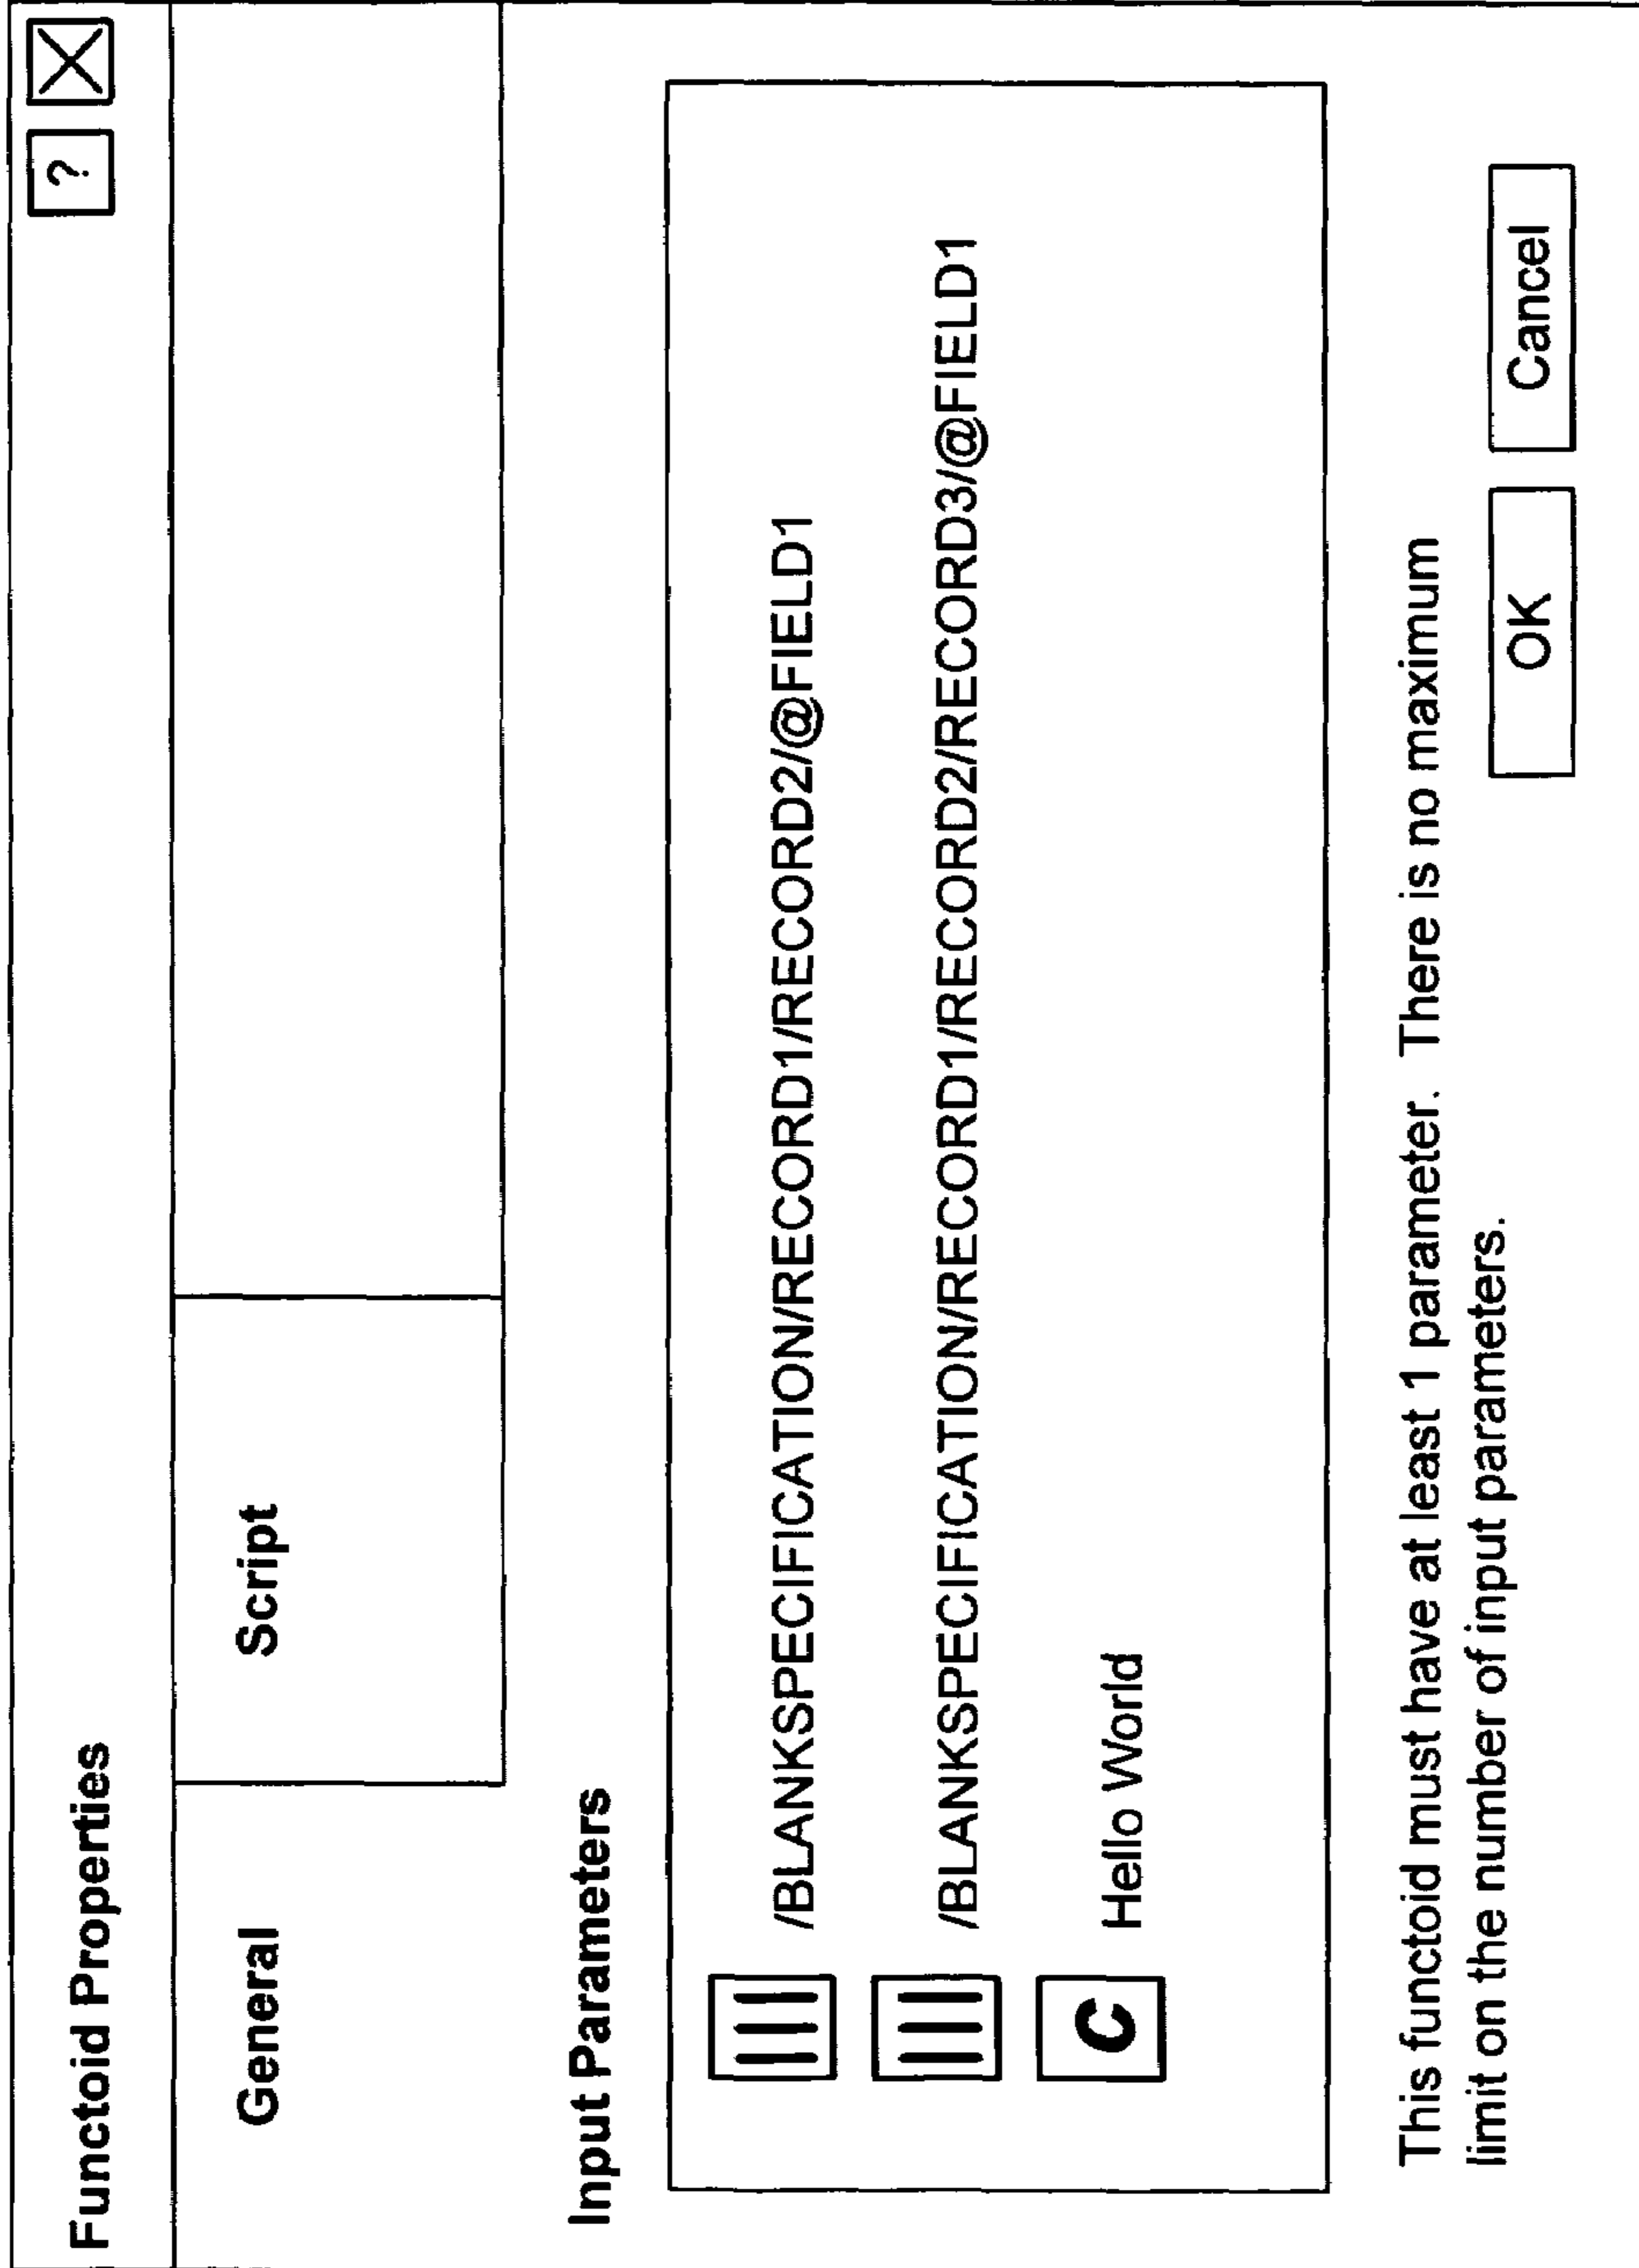 Functoid Properties
?
General
Script
Input Parameters
/BLANKSPECIFICATION/RECORD1/RECORD2/@FIELD1
/BLANKSPECIFICATION/RECORD1/RECORD2/RECORD3/@FIELD1
C
Hello World
This functoid must have at least 1 parameter. There is no maximum
limit on the number of input parameters.
OK
Cancel